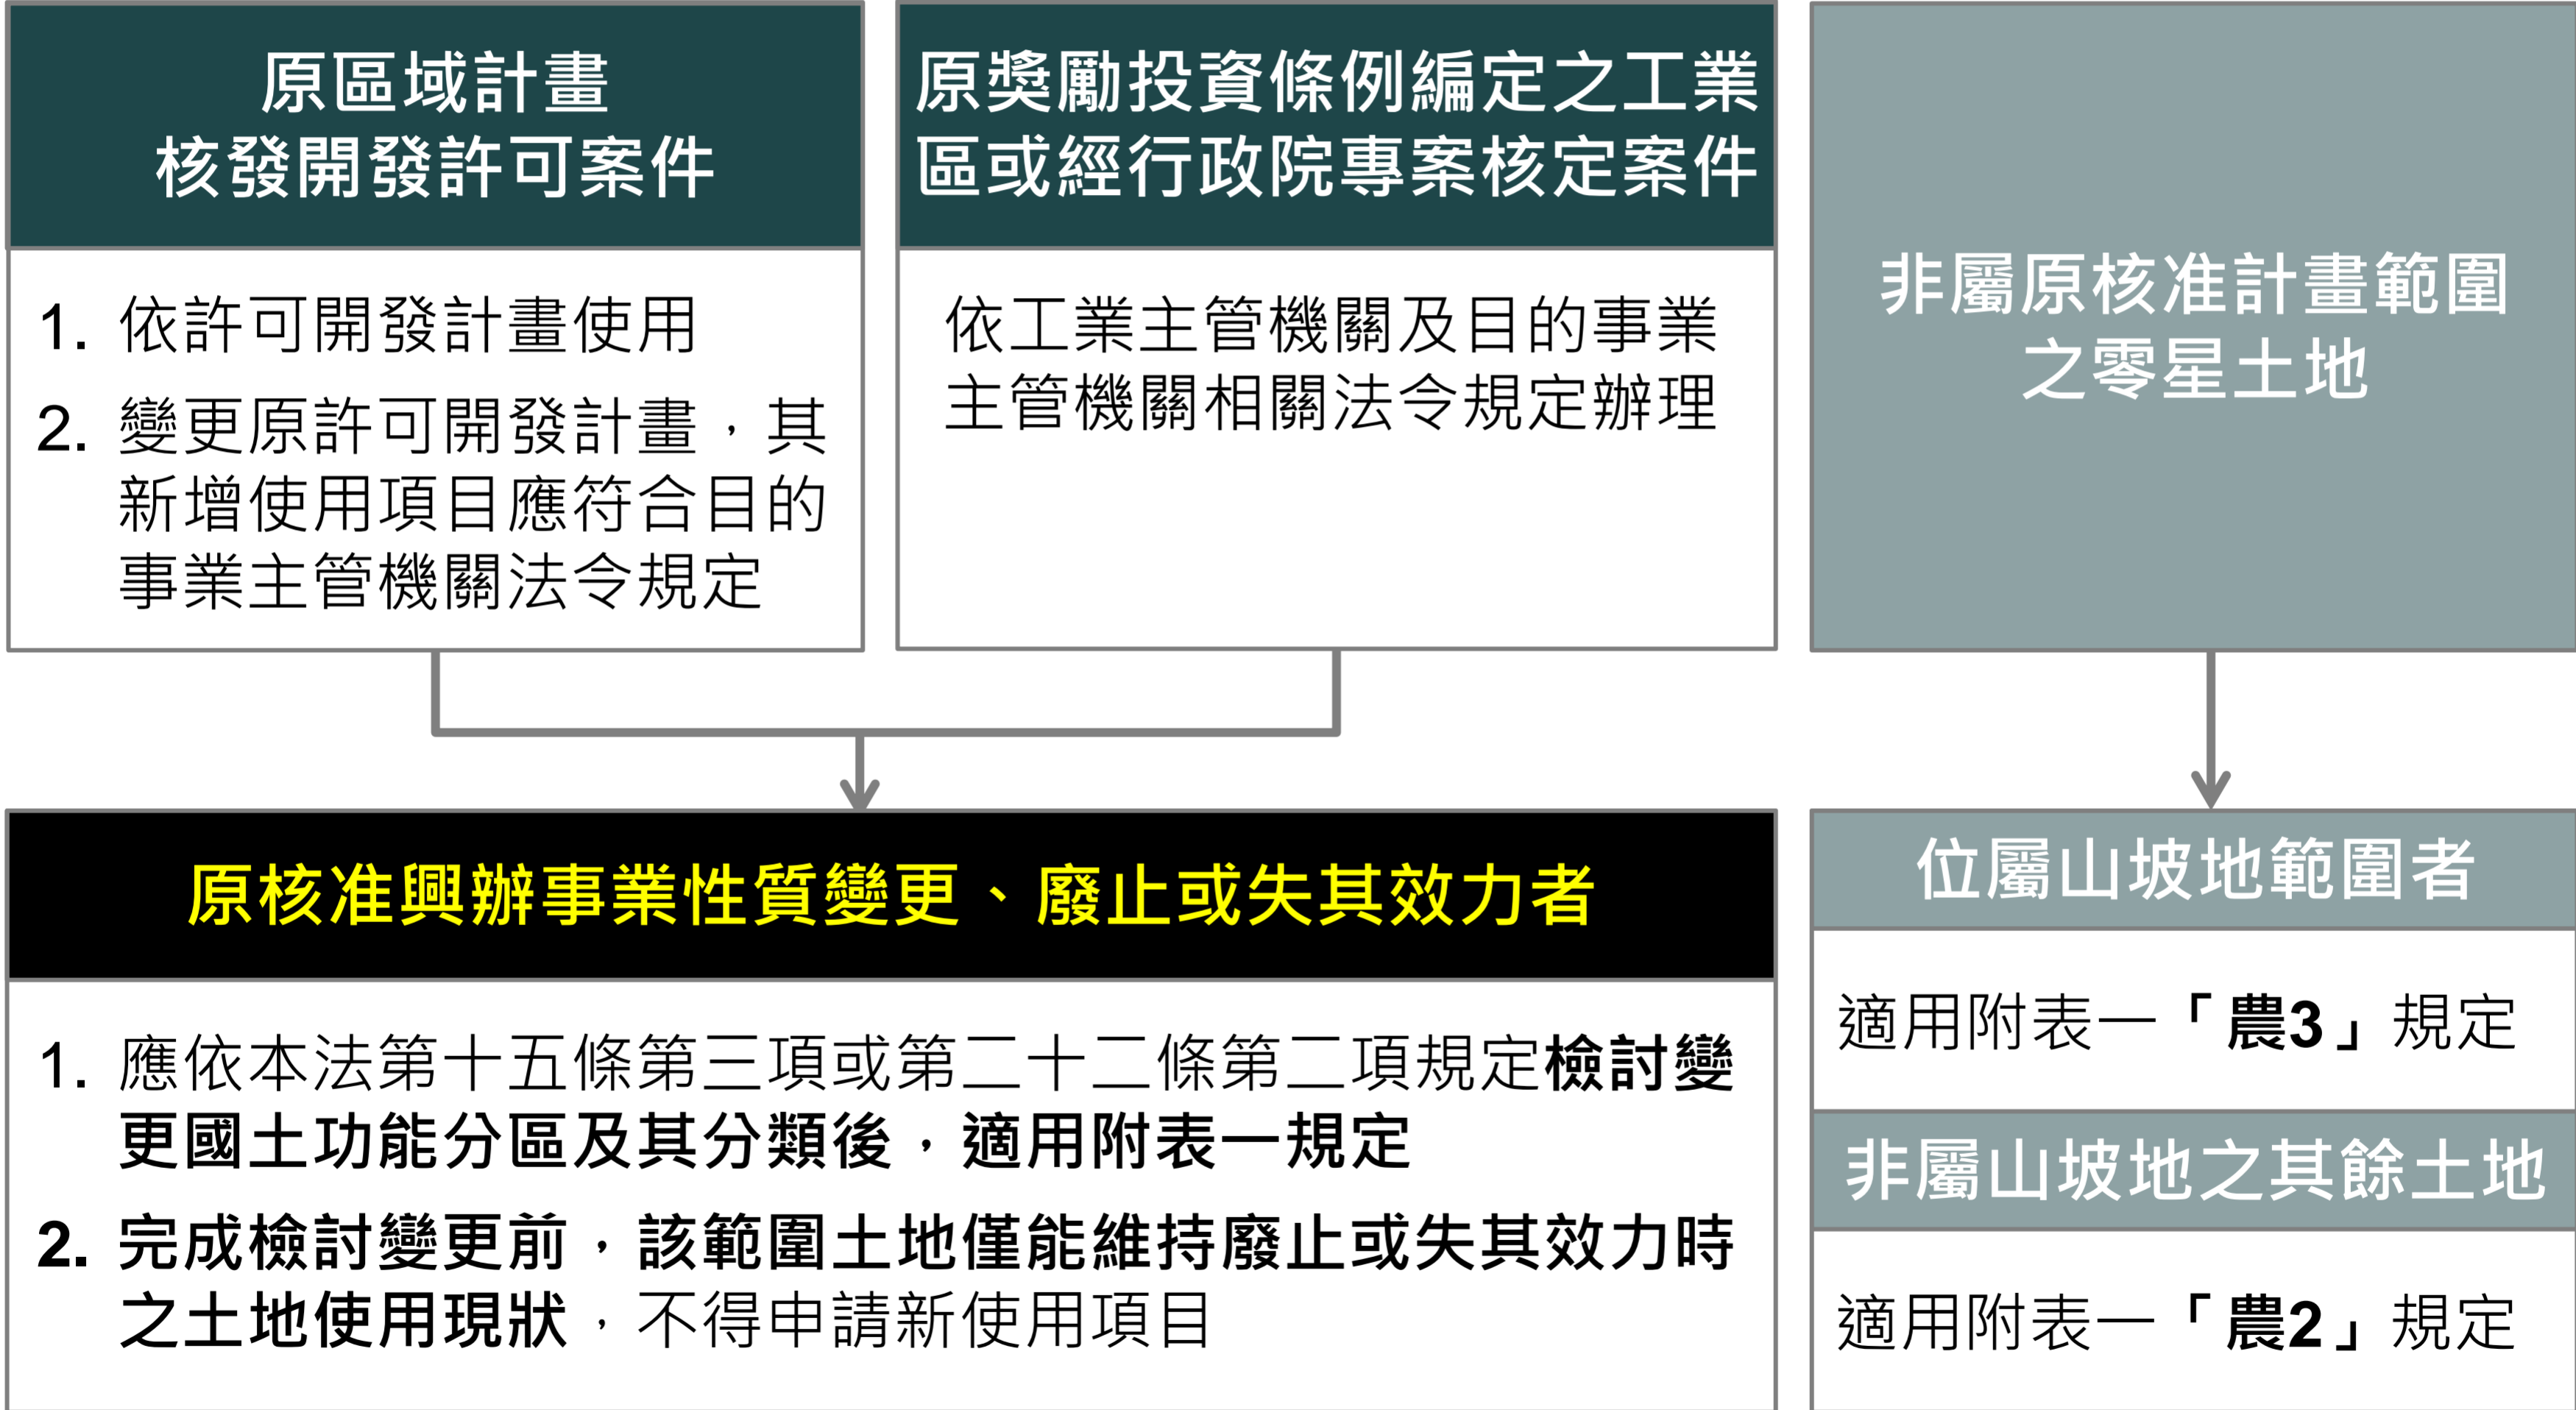 原區域計畫
核發開發許可案件
1. 依許可開發計畫使用
2. 變更原許可開發計畫，其
新增使用項目應符合目的
事業主管機關法令規定
原獎勵投資條例編定之工業
區或經行政院專案核定案件
依工業主管機關及目的事業
主管機關相關法令規定辦理
非屬原核准計畫範圍
之零星土地
原核准興辦事業性質變更、廢止或失其效力者
1. 應依本法第十五條第三項或第二十二條第二項規定檢討變
更國土功能分區及其分類後，適用附表一規定
2. 完成檢討變更前，該範圍土地僅能維持廢止或失其效力時
之土地使用現狀，不得申請新使用項目
位屬山坡地範圍者
適用附表一「農3」規定
非屬山坡地之其餘土地
適用附表一「農2」規定